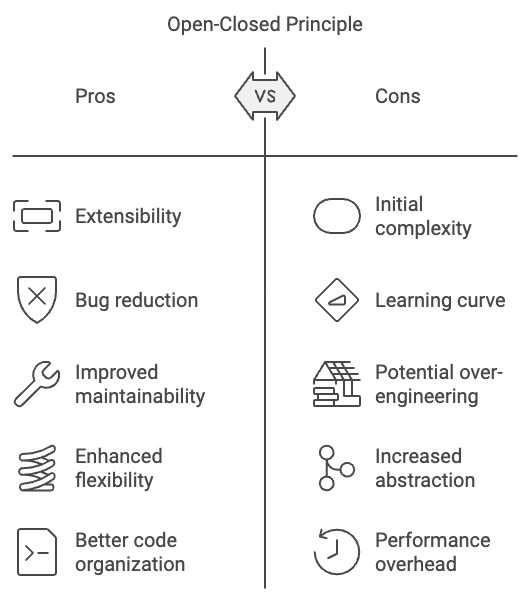 Open-Closed Principle
Pros
VS
Cons
Extensibility
Initial
complexity
Bug reduction
Learning curve
Improved
maintainability
Potential over-
engineering
Enhanced
flexibility
Increased
abstraction
Better code
organization
Performance
overhead